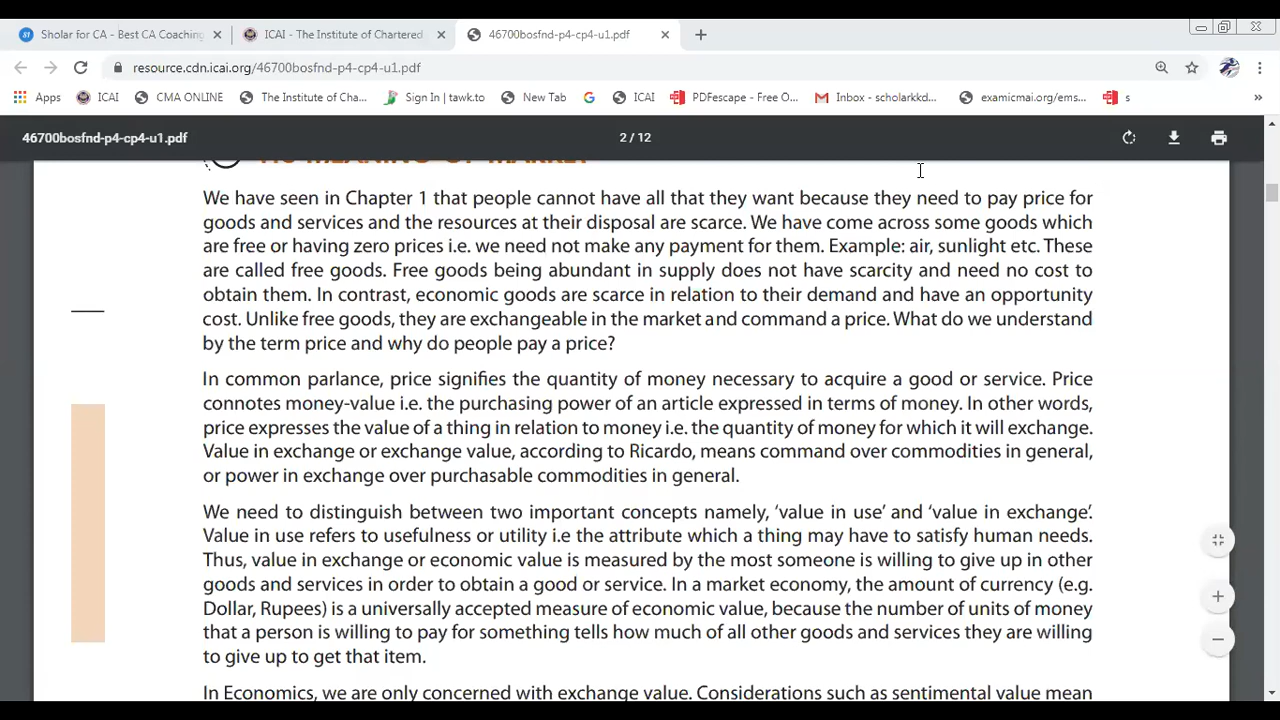 Sholar for CA - Best CA Coaching
ICAI - The Institute of Chartered
46700bosfnd-p4-cp4-u1.pdf
resource.cdn.icai.org/46700bosfnd-p4-cp4-u1.pdf
Apps ICAI CMA ONLINE The Institute of Cha... Sign In | tawk.to New Tab ICAI PDFescape - Free O... Inbox - scholarkkd... examicmai.org/ems... s
46700bosfnd-p4-cp4-u1.pdf 2 / 12
MEANING OF MARKET
We have seen in Chapter 1 that people cannot have all that they want because they need to pay price for
goods and services and the resources at their disposal are scarce. We have come across some goods which
are free or having zero prices i.e. we need not make any payment for them. Example: air, sunlight etc. These
are called free goods. Free goods being abundant in supply does not have scarcity and need no cost to
obtain them. In contrast, economic goods are scarce in relation to their demand and have an opportunity
cost. Unlike free goods, they are exchangeable in the market and command a price. What do we understand
by the term price and why do people pay a price?
In common parlance, price signifies the quantity of money necessary to acquire a good or service. Price
connotes money-value i.e. the purchasing power of an article expressed in terms of money. In other words,
price expresses the value of a thing in relation to money i.e. the quantity of money for which it will exchange.
Value in exchange or exchange value, according to Ricardo, means command over commodities in general,
or power in exchange over purchasable commodities in general.
We need to distinguish between two important concepts namely, ‘value in use’ and ‘value in exchange’.
Value in use refers to usefulness or utility i.e the attribute which a thing may have to satisfy human needs.
Thus, value in exchange or economic value is measured by the most someone is willing to give up in other
goods and services in order to obtain a good or service. In a market economy, the amount of currency (e.g.
Dollar, Rupees) is a universally accepted measure of economic value, because the number of units of money
that a person is willing to pay for something tells how much of all other goods and services they are willing
to give up to get that item.
In Economics, we are only concerned with exchange value. Considerations such as sentimental value mean